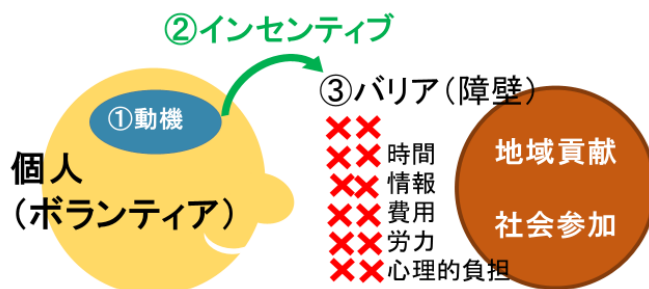 ②インセンティブ
①動機
個人
（ボランティア）
③バリア（障壁）
時間
情報
費用
労力
心理的負担
地域貢献
社会参加